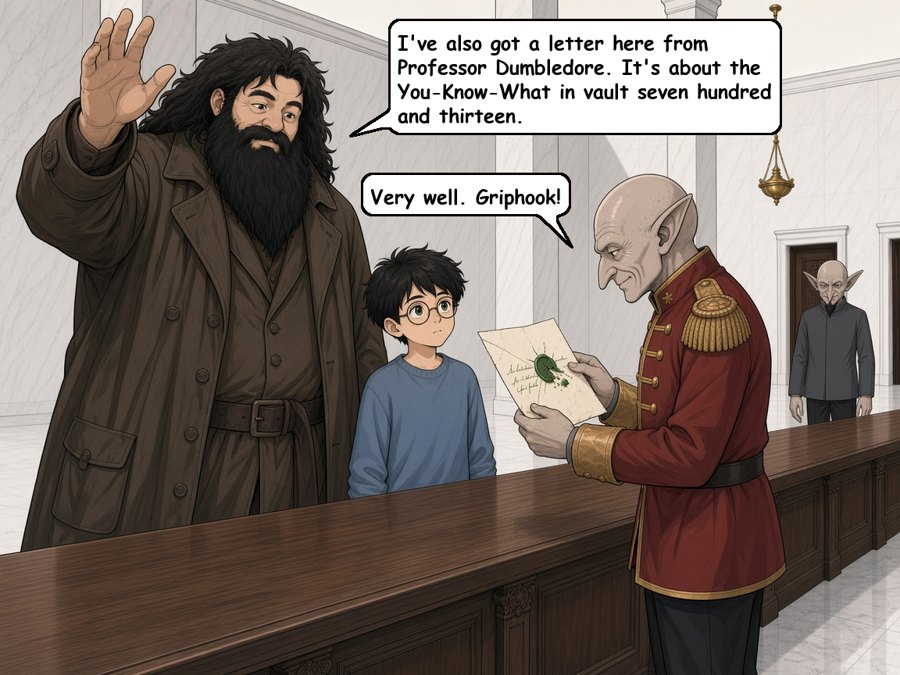 I've also got a letter here from
Professor Dumbledore. It's about the
You-Know-What in vault seven hundred
and thirteen.
Very well. Griphook!